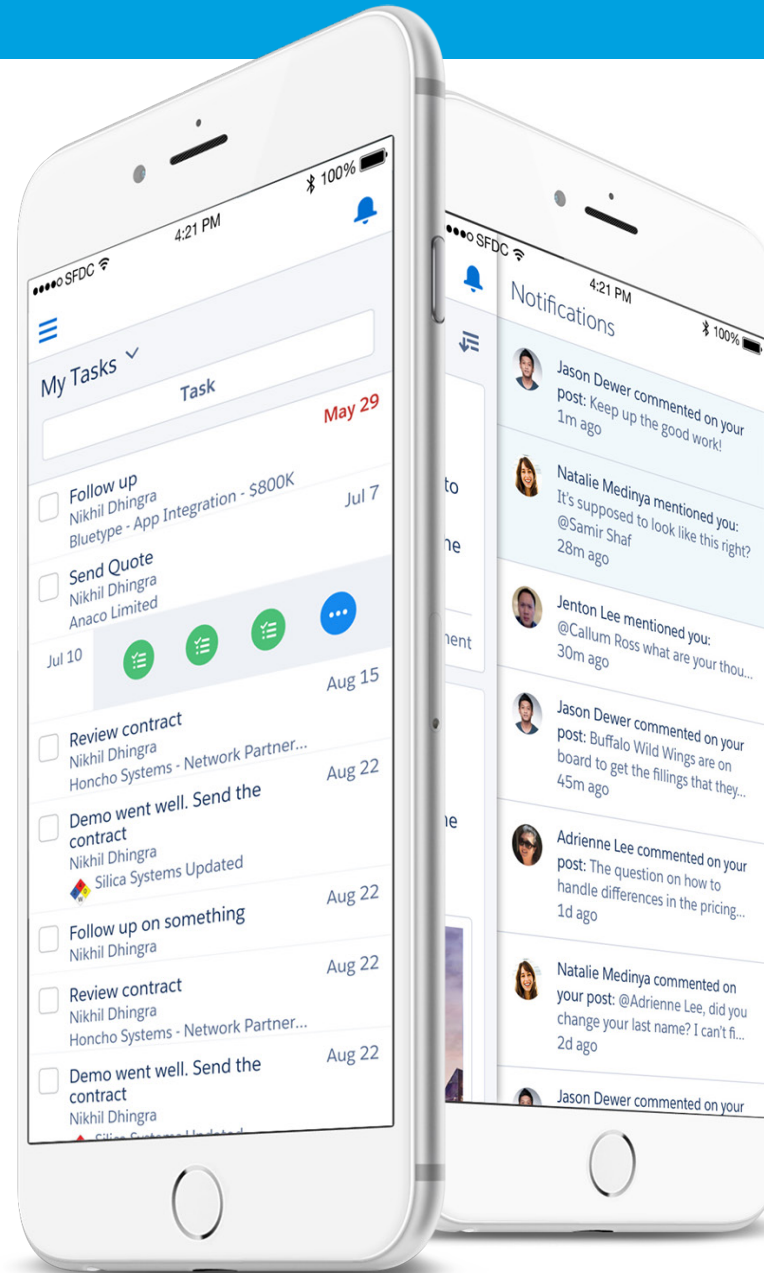 ●●●●○ SFDC
4:21 PM
100%
My Tasks
Task
May 29
Follow up
Nikhil Dhingra
Bluetype - App Integration - $800K
Jul 7
Send Quote
Nikhil Dhingra
Anaco Limited
Jul 10
Aug 15
Review contract
Nikhil Dhingra
Honcho Systems - Network Partner...
Aug 22
Demo went well. Send the
contract
Nikhil Dhingra
Silica Systems Updated
Aug 22
Follow up on something
Nikhil Dhingra
Aug 22
Review contract
Nikhil Dhingra
Honcho Systems - Network Partner...
Aug 22
Demo went well. Send the
contract
Nikhil Dhingra
Silica Systems Updated
●●●○ SFDC
4:21 PM
100%
to
ne
nent
ne
Notifications
Jason Dewer commented on your
post: Keep up the good work!
1m ago
Natalie Medinya mentioned you:
It's supposed to look like this right?
@Samir Shaf
28m ago
Jenton Lee mentioned you:
@Callum Ross what are your thou...
30m ago
Jason Dewer commented on your
post: Buffalo Wild Wings are on
board to get the fillings that they...
45m ago
Adrienne Lee commented on your
post: The question on how to
handle differences in the pricing...
1d ago
Natalie Medinya commented on
your post: @Adrienne Lee, did you
change your last name? I can't fi...
2d ago
Jason Dewer commented on your